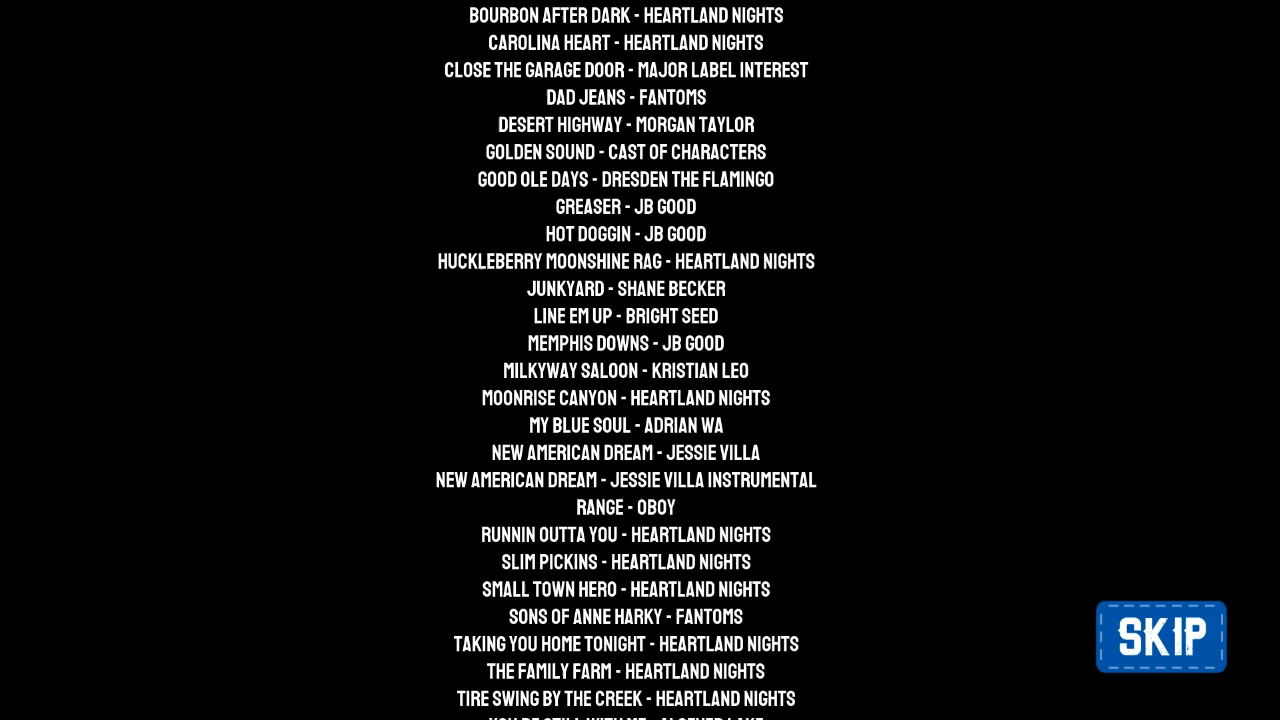 BOURBON AFTER DARK - HEARTLAND NIGHTS
CAROLINA HEART - HEARTLAND NIGHTS
CLOSE THE GARAGE DOOR - MAJOR LABEL INTEREST
DAD JEANS - FANTOMS
DESERT HIGHWAY - MORGAN TAYLOR
GOLDEN SOUND - CAST OF CHARACTERS
GOOD OLE DAYS - DRESDEN THE FLAMINGO
GREASER - JB GOOD
HOT DOGGIN - JB GOOD
HUCKLEBERRY MOONSHINE RAG - HEARTLAND NIGHTS
JUNKYARD - SHANE BECKER
LINE EM UP - BRIGHT SEED
MEMPHIS DOWNS - JB GOOD
MILKYWAY SALOON - KRISTIAN LEO
MOONRISE CANYON - HEARTLAND NIGHTS
MY BLUE SOUL - ADRIAN WA
NEW AMERICAN DREAM - JESSIE VILLA
NEW AMERICAN DREAM - JESSIE VILLA INSTRUMENTAL
RANGE - OBOY
RUNNIN OUTTA YOU - HEARTLAND NIGHTS
SLIM PICKINS - HEARTLAND NIGHTS
SMALL TOWN HERO - HEARTLAND NIGHTS
SONS OF ANNE HARKY - FANTOMS
TAKING YOU HOME TONIGHT - HEARTLAND NIGHTS
THE FAMILY FARM - HEARTLAND NIGHTS
TIRE SWING BY THE CREEK - HEARTLAND NIGHTS
SKIP